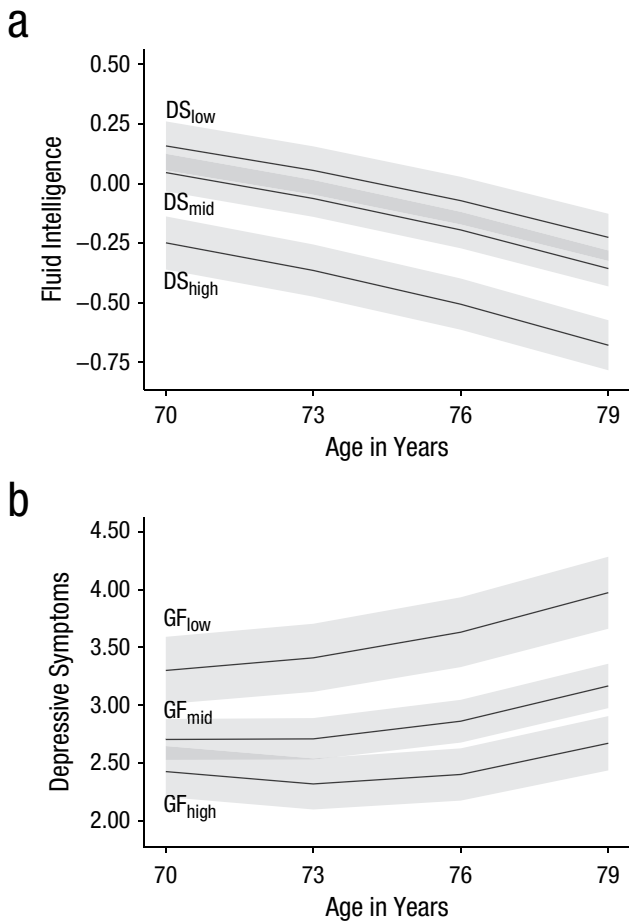 a
0.50
0.25
0.00
–0.25
–0.50
–0.75
Fluid Intelligence
DSlow
DSmid
DShigh
70 73 76 79
Age in Years
b
4.50
4.00
3.50
3.00
2.50
2.00
Depressive Symptoms
GFlow
GFmid
GFhigh
70 73 76 79
Age in Years